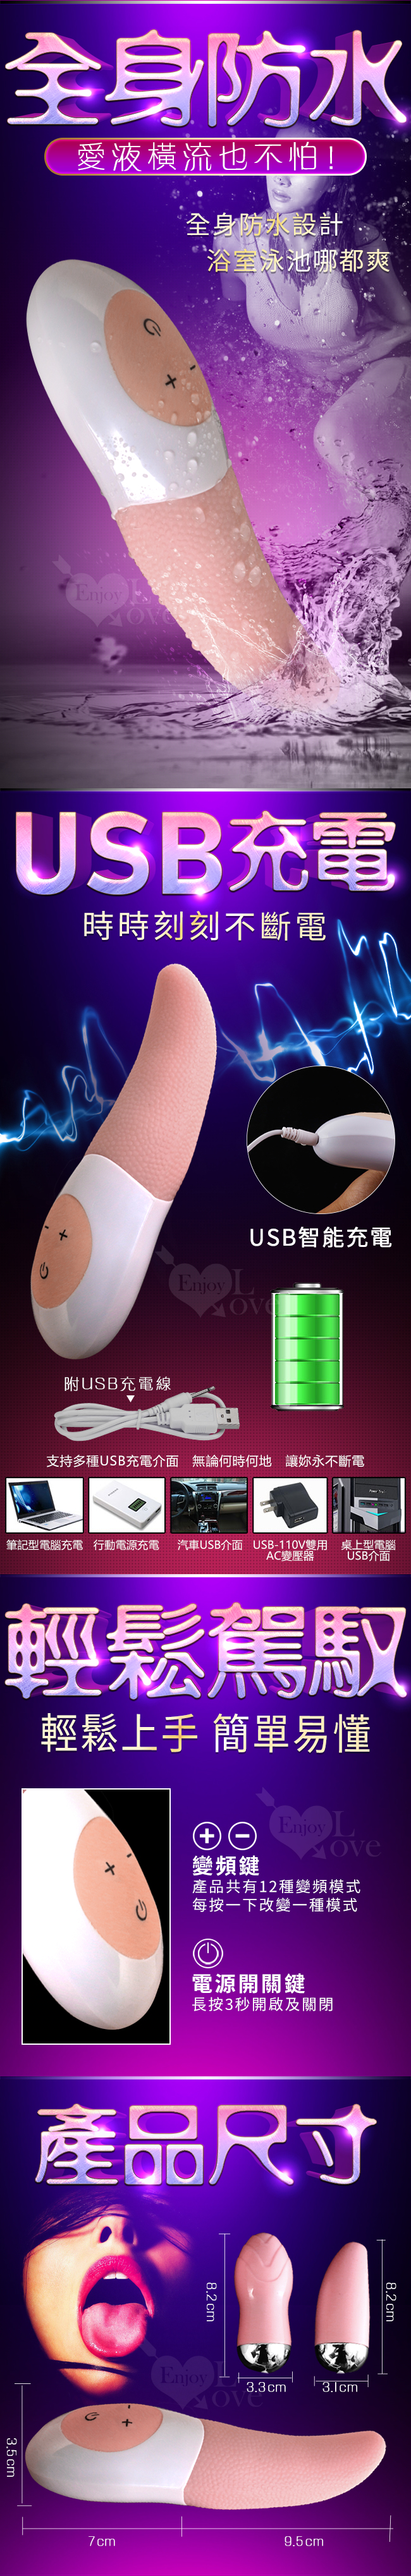 全身防水
愛液橫流也不怕!
全身防水設計
浴室泳池哪都爽
Enjoy Love
USB充電
時時刻刻不斷電
USB智能充電
Enjoy Love
附USB充電線
支持多種USB充電介面 無論何時何地 讓妳永不斷電
筆記型電腦充電
行動電源充電
汽車USB介面
USB-110V雙用
AC變壓器
桌上型電腦
USB介面
輕鬆駕馭
輕鬆上手 簡單易懂
Enjoy Love
變頻鍵
產品共有12種變頻模式
每按一下改變一種模式
電源開關鍵
長按3秒開啟及關閉
產品尺寸
8.2cm
8.2cm
3.3cm
3.1cm
Enjoy Love
3.5cm
7cm
9.5cm